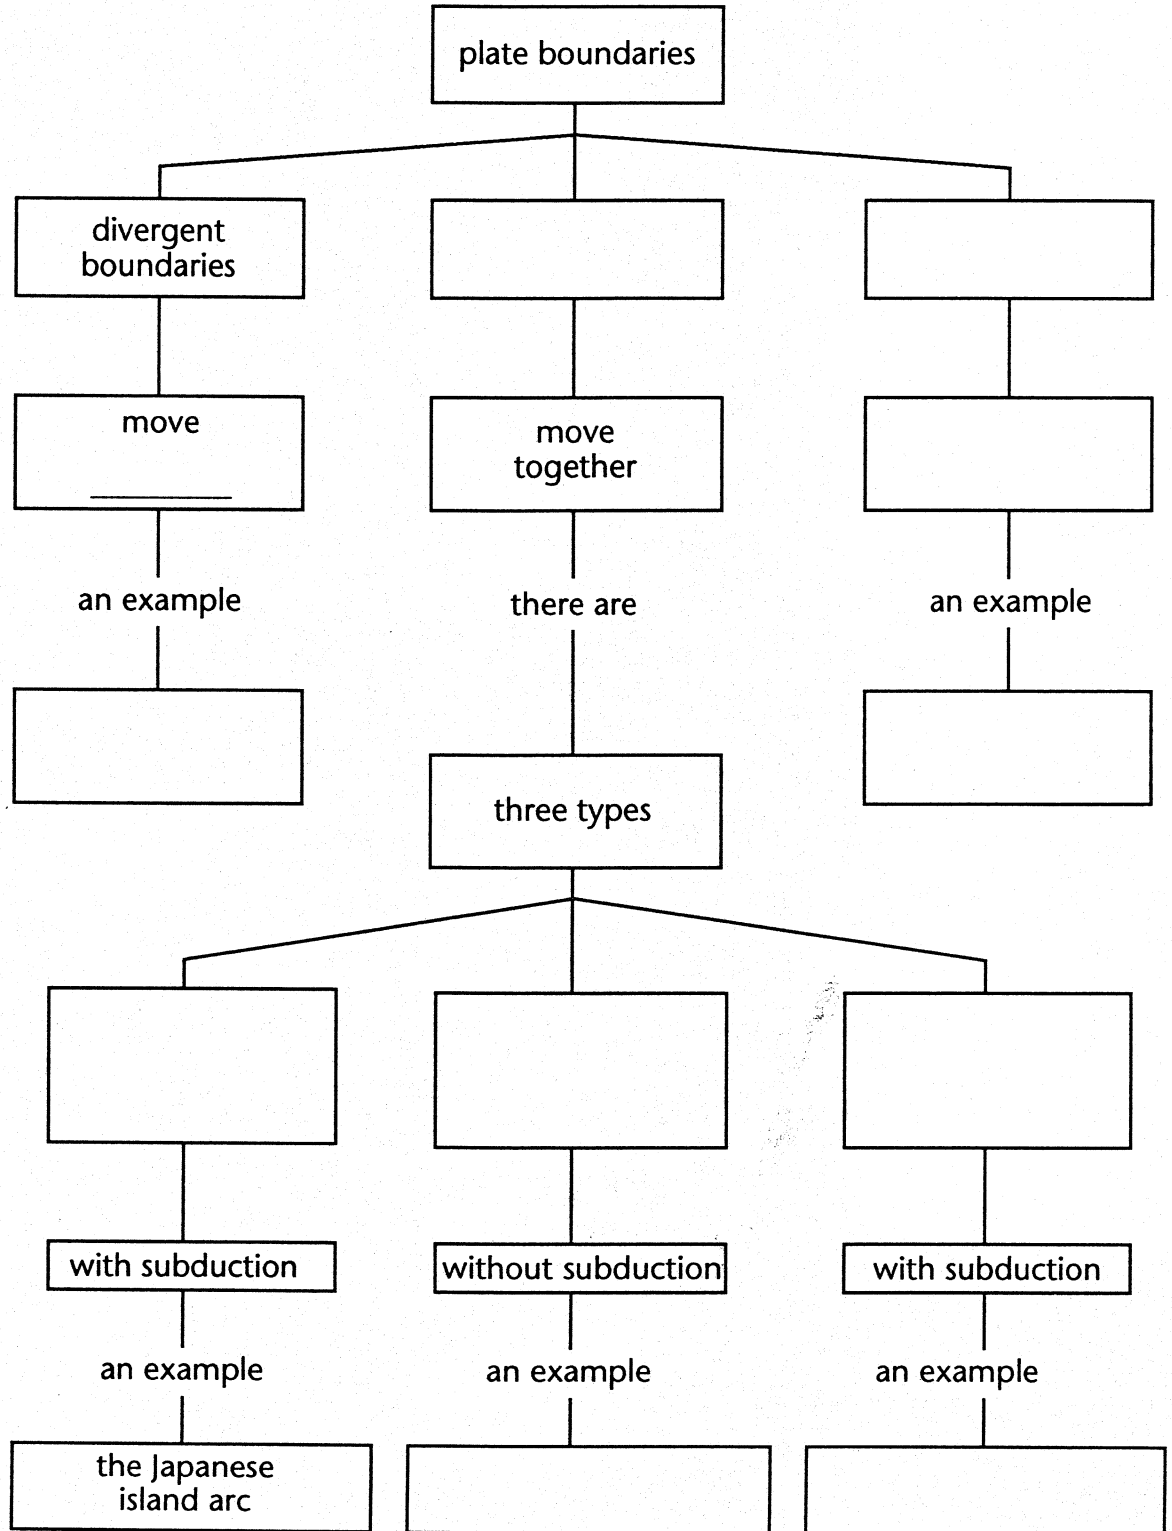 plate boundaries
divergent
boundaries
move
move
together
an example
there are
an example
three types
with subduction
without subduction
with subduction
an example
an example
an example
the Japanese
island arc